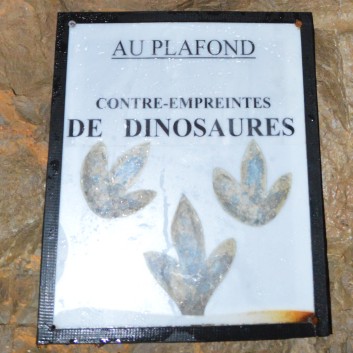 AU PLAFOND
CONTRE-EMPREINTES
DE DINOSAURES